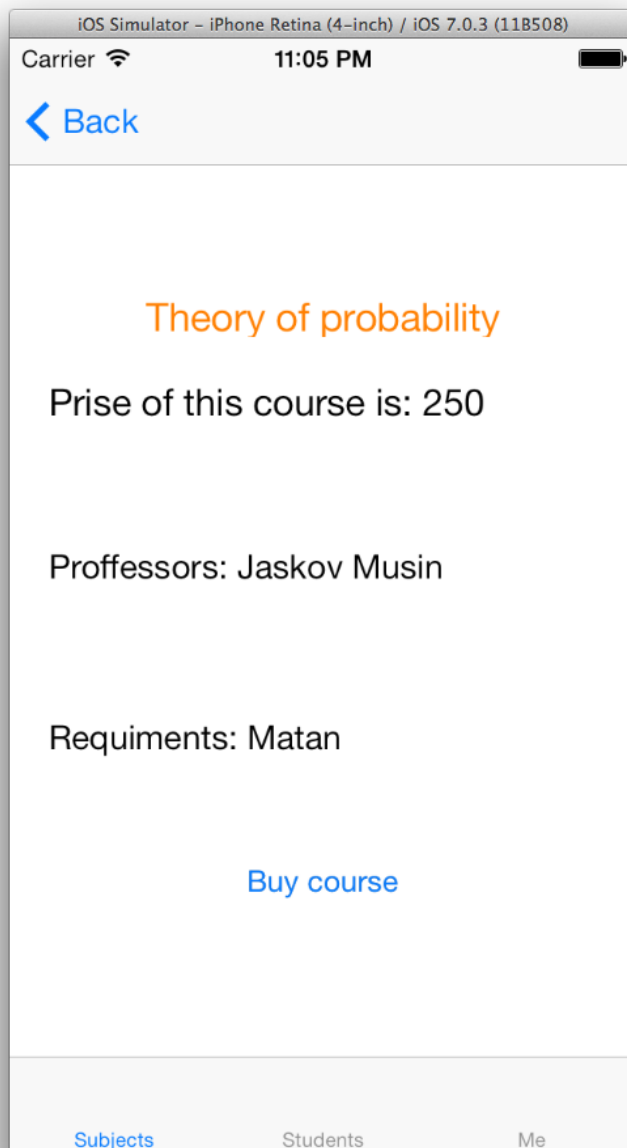 iOS Simulator – iPhone Retina (4-inch) / iOS 7.0.3 (11B508)
Carrier 11:05 PM
Back
Theory of probability
Prise of this course is: 250
Proffessors: Jaskov Musin
Requiments: Matan
Buy course
Subjects Students Me